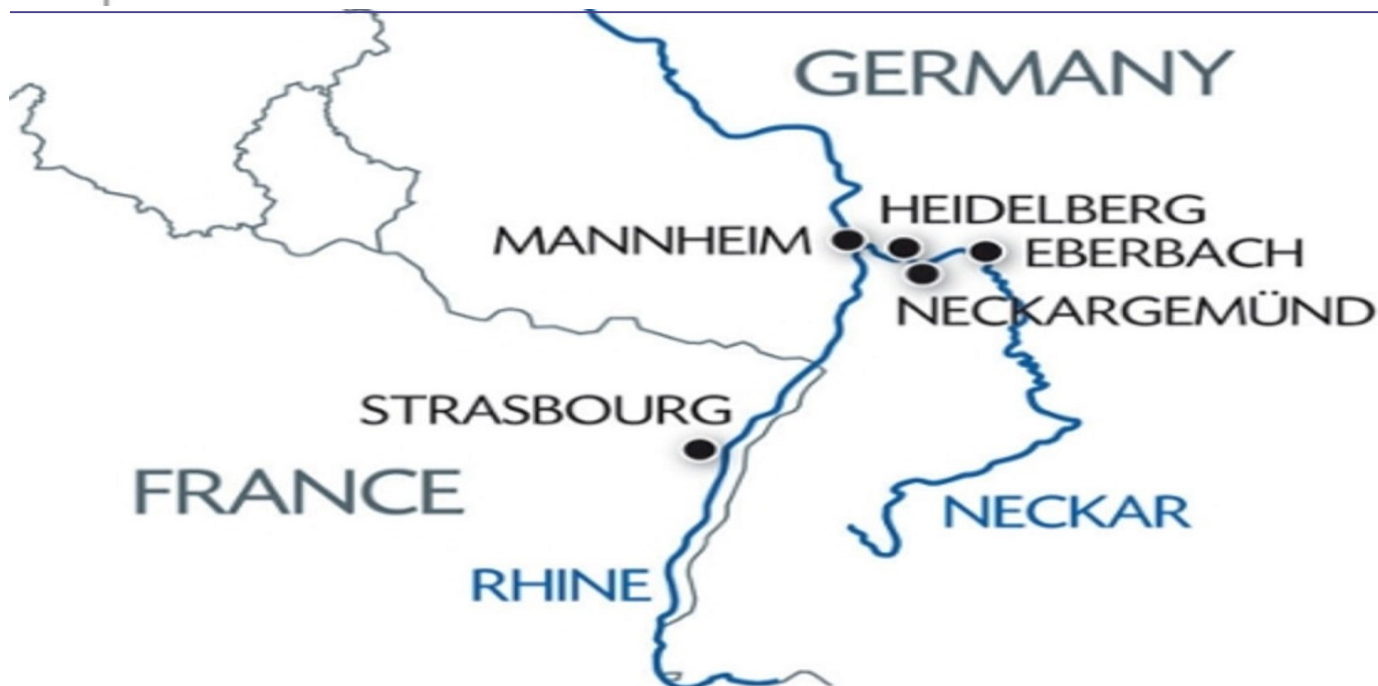 GERMANY
HEIDELBERG
MANNHEIM
EBERBACH
NECKARGEMÜND
STRASBOURG
FRANCE
NECKAR
RHINE